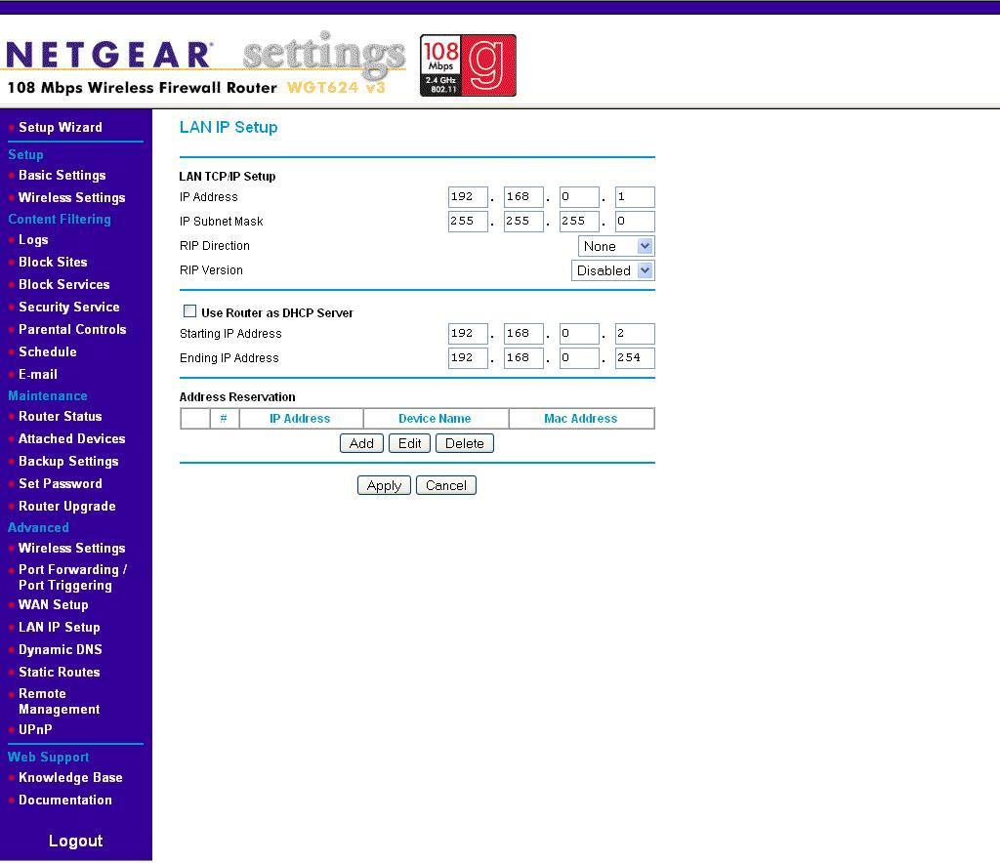 NETGEAR settings
108 Mbps 2.4 GHz 802.11 g
108 Mbps Wireless Firewall Router WGT624 v3
Setup Wizard
Setup
Basic Settings
Wireless Settings
Content Filtering
Logs
Block Sites
Block Services
Security Service
Parental Controls
Schedule
E-mail
Maintenance
Router Status
Attached Devices
Backup Settings
Set Password
Router Upgrade
Advanced
Wireless Settings
Port Forwarding /
Port Triggering
WAN Setup
LAN IP Setup
Dynamic DNS
Static Routes
Remote
Management
UPnP
Web Support
Knowledge Base
Documentation
Logout
LAN IP Setup
LAN TCP/IP Setup
IP Address 192 . 168 . 0 . 1
IP Subnet Mask 255 . 255 . 255 . 0
RIP Direction None
RIP Version Disabled
Use Router as DHCP Server
Starting IP Address 192 . 168 . 0 . 2
Ending IP Address 192 . 168 . 0 . 254
Address Reservation
# IP Address Device Name Mac Address
Add Edit Delete
Apply Cancel